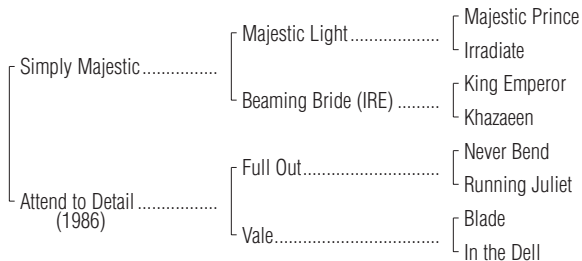 Majestic Prince
Majestic Light....................
Irradiate
Simply Majestic................
King Emperor
Beaming Bride (IRE) .........
Khazaeen
Never Bend
Full Out...............................
Running Juliet
Attend to Detail .................
(1986)
Blade
Vale.....................................
In the Dell